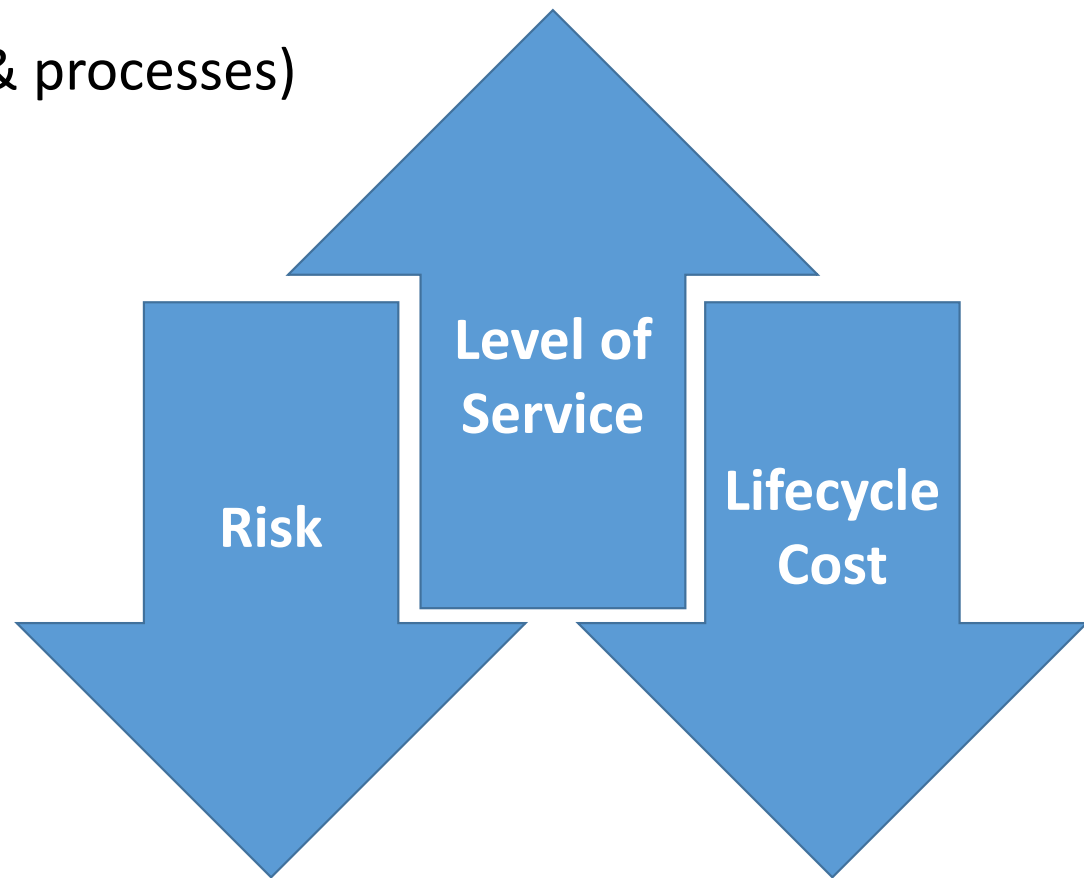 & processes)
Level of
Service
Risk
Lifecycle
Cost